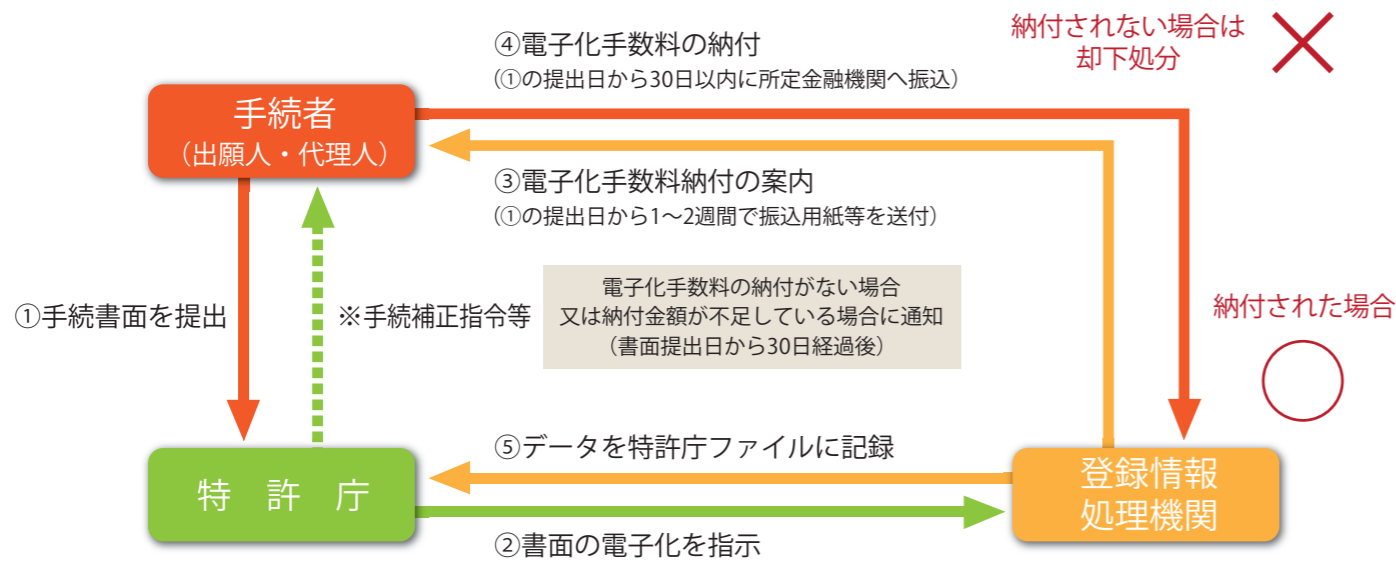 ④電子化手数料の納付
（①の提出日から30日以内に所定金融機関へ振込）
納付されない場合は
却下処分
手続者
（出願人・代理人）
③電子化手数料納付の案内
（①の提出日から1〜2週間で振込用紙等を送付）
①手続書面を提出
※手続補正指令等
電子化手数料の納付がない場合
又は納付金額が不足している場合に通知
（書面提出日から30日経過後）
納付された場合
⑤データを特許庁ファイルに記録
特 許 庁
登録情報
処理機関
②書面の電子化を指示